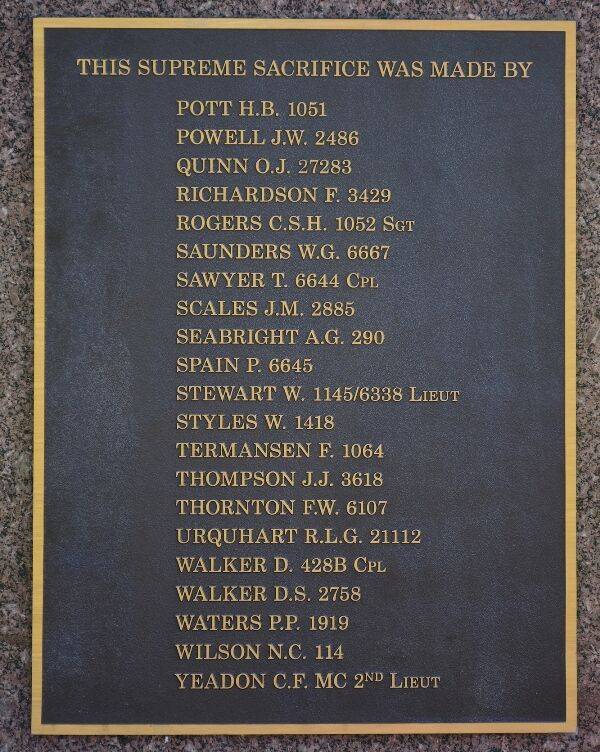 THIS SUPREME SACRIFICE WAS MADE BY
POTT H.B. 1051
POWELL J.W. 2486
QUINN O.J. 27283
RICHARDSON F. 3429
ROGERS C.S.H. 1052 SGT
SAUNDERS W.G. 6667
SAWYER T. 6644 CPL
SCALES J.M. 2885
SEABRIGHT A.G. 290
SPAIN P. 6645
STEWART W. 1145/6338 LIEUT
STYLES W. 1418
TERMANSEN F. 1064
THOMPSON J.J. 3618
THORNTON F.W. 6107
URQUHART R.L.G. 21112
WALKER D. 428B CPL
WALKER D.S. 2758
WATERS P.P. 1919
WILSON N.C. 114
YEADON C.F. MC 2ND LIEUT